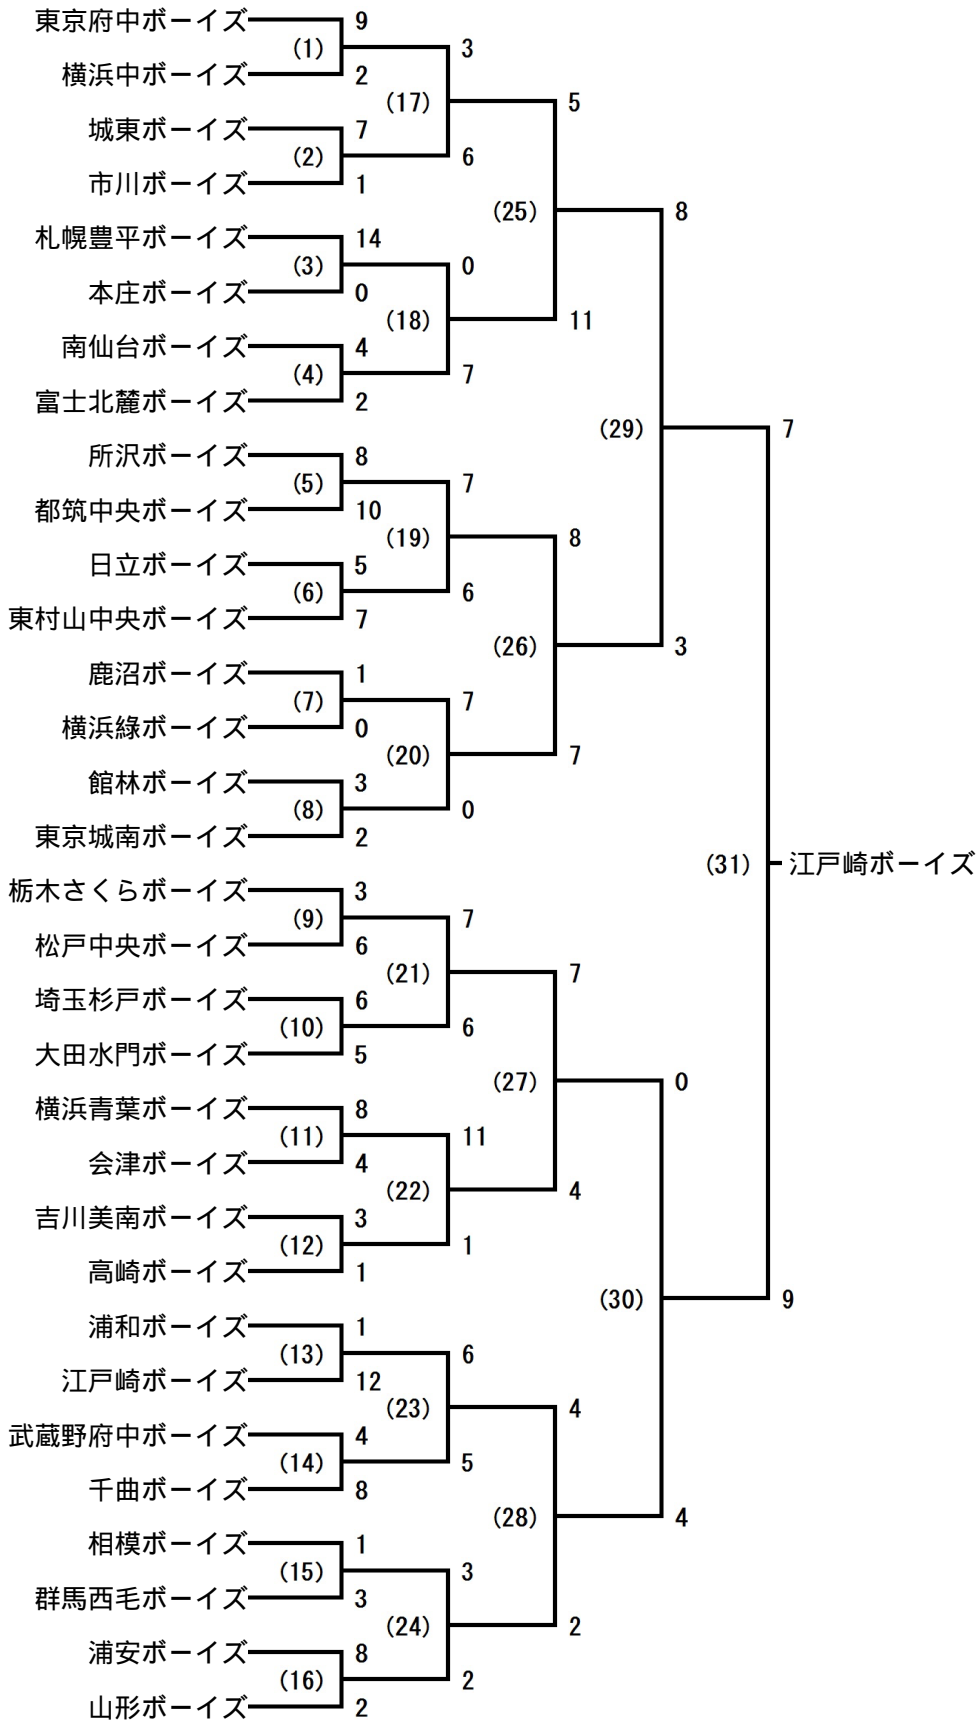 東京府中ボーイズ 9
(1) 3
横浜中ボーイズ 2
(17) 5
城東ボーイズ 7
(2) 6
市川ボーイズ 1
(25) 8
札幌豊平ボーイズ 14
(3) 0
本庄ボーイズ 0
(18) 11
南仙台ボーイズ 4
(4) 7
富士北麓ボーイズ 2
(29) 7
所沢ボーイズ 8
(5) 7
都筑中央ボーイズ 10
(19) 8
日立ボーイズ 5
(6) 6
東村山中央ボーイズ 7
(26) 3
鹿沼ボーイズ 1
(7) 7
横浜綠ボーイズ 0
(20) 7
館林ボーイズ 3
(8) 0
東京城南ボーイズ 2
(31) 江戸崎ボーイズ
栃木さくらボーイズ 3
(9) 7
松戸中央ボーイズ 6
(21) 7
埼玉杉戸ボーイズ 6
(10) 6
大田水門ボーイズ 5
(27) 0
横浜青葉ボーイズ 8
(11) 11
会津ボーイズ 4
(22) 4
吉川美南ボーイズ 3
(12) 1
高崎ボーイズ 1
(30) 9
浦和ボーイズ 1
(13) 6
江戸崎ボーイズ 12
(23) 4
武蔵野府中ボーイズ 4
(14) 5
千曲ボーイズ 8
(28) 4
相模ボーイズ 1
(15) 3
群馬西毛ボーイズ 3
(24) 2
浦安ボーイズ 8
(16) 2
山形ボーイズ 2